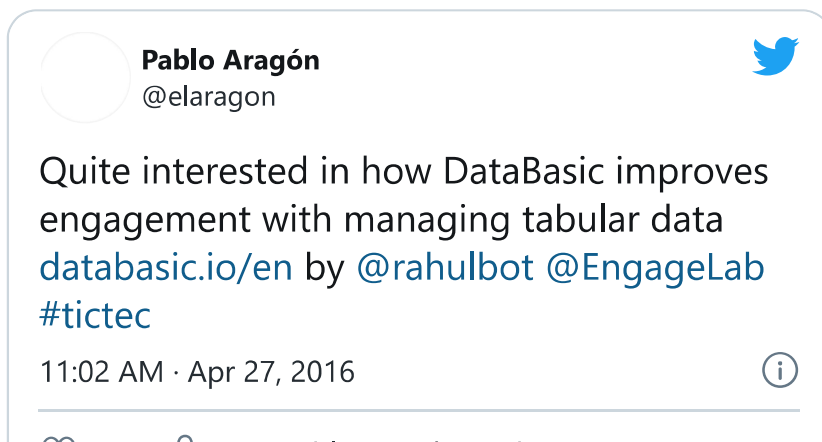 Pablo Aragón
@elaragon
Quite interested in how DataBasic improves
engagement with managing tabular data
databasic.io/en by @rahulbot @EngageLab
#tictec
11:02 AM · Apr 27, 2016